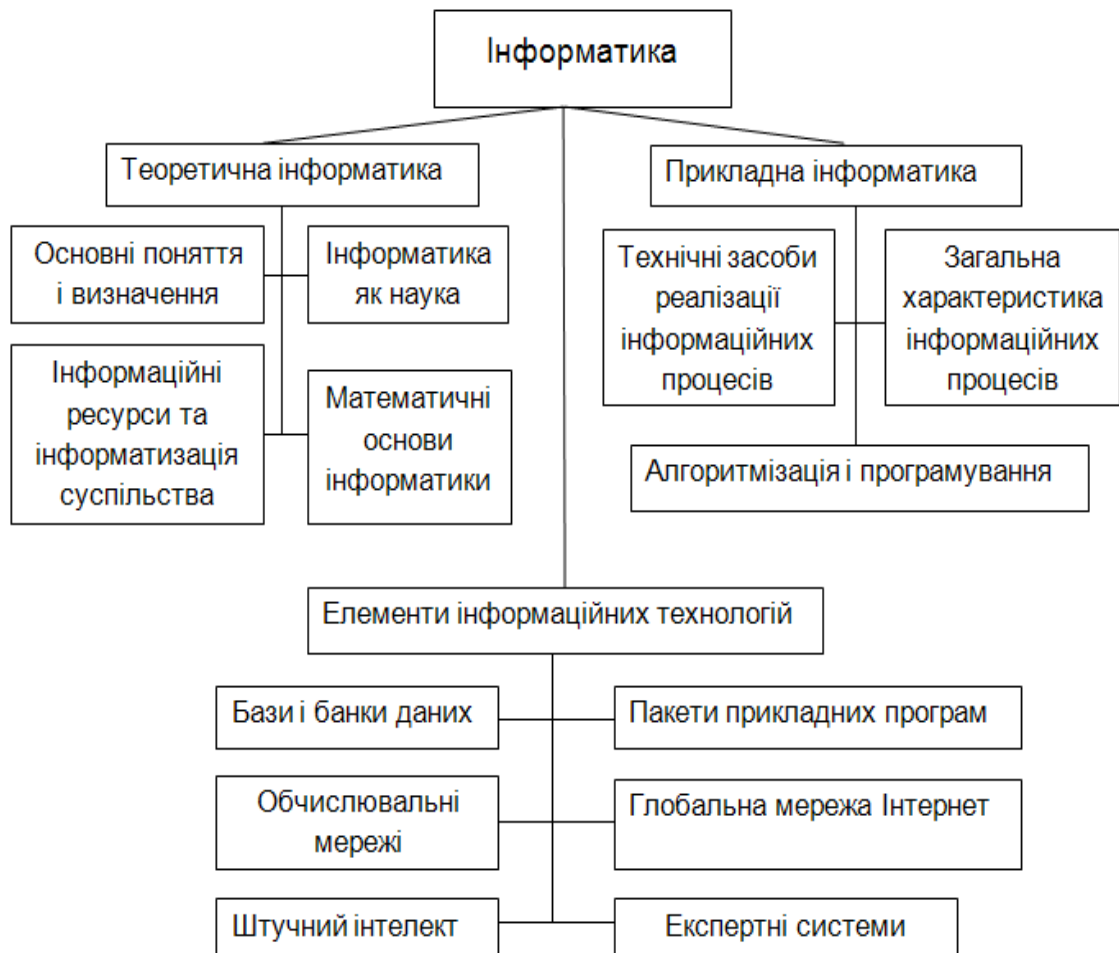 Інформатика
Теоретична інформатика
Прикладна інформатика
Основні поняття
і визначення
Інформатика
як наука
Інформаційні
ресурси та
інформатизація
суспільства
Математичні
основи
інформатики
Технічні засоби
реалізації
інформаційних
процесів
Загальна
характеристика
інформаційних
процесів
Алгоритмізація і програмування
Елементи інформаційних технологій
Бази і банки даних
Пакети прикладних програм
Обчислювальні
мережі
Глобальна мережа Інтернет
Штучний інтелект
Експертні системи